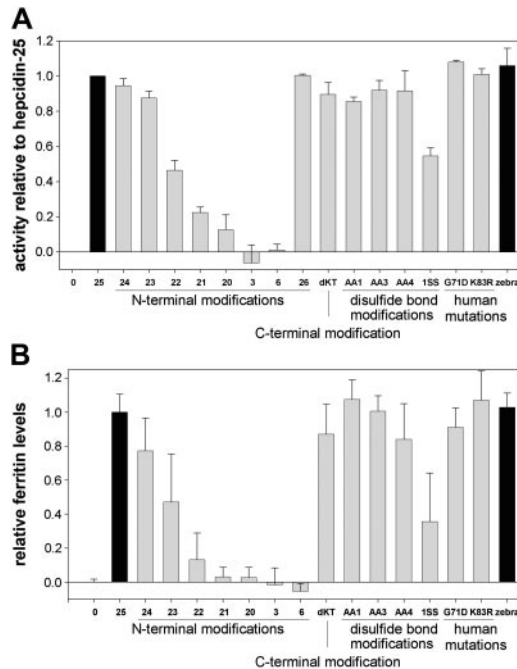 A
activity relative to hepcidin-25
1.2
1.0
0.8
0.6
0.4
0.2
0.0
0 25 24 23 22 21 20 3 6 26 dKT AA1 AA3 AA4 1SS G71D K83R zebra
N-terminal modifications disulfide bond modifications human mutations
C-terminal modification
B
relative ferritin levels
1.2
1.0
0.8
0.6
0.4
0.2
0.0
0 25 24 23 22 21 20 3 6 dKT AA1 AA3 AA4 1SS G71D K83R zebra
N-terminal modifications disulfide bond modifications human mutations
C-terminal modification